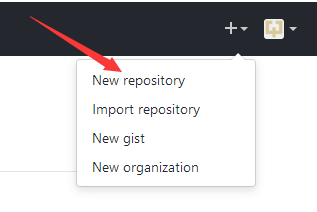 New repository
Import repository
New gist
New organization